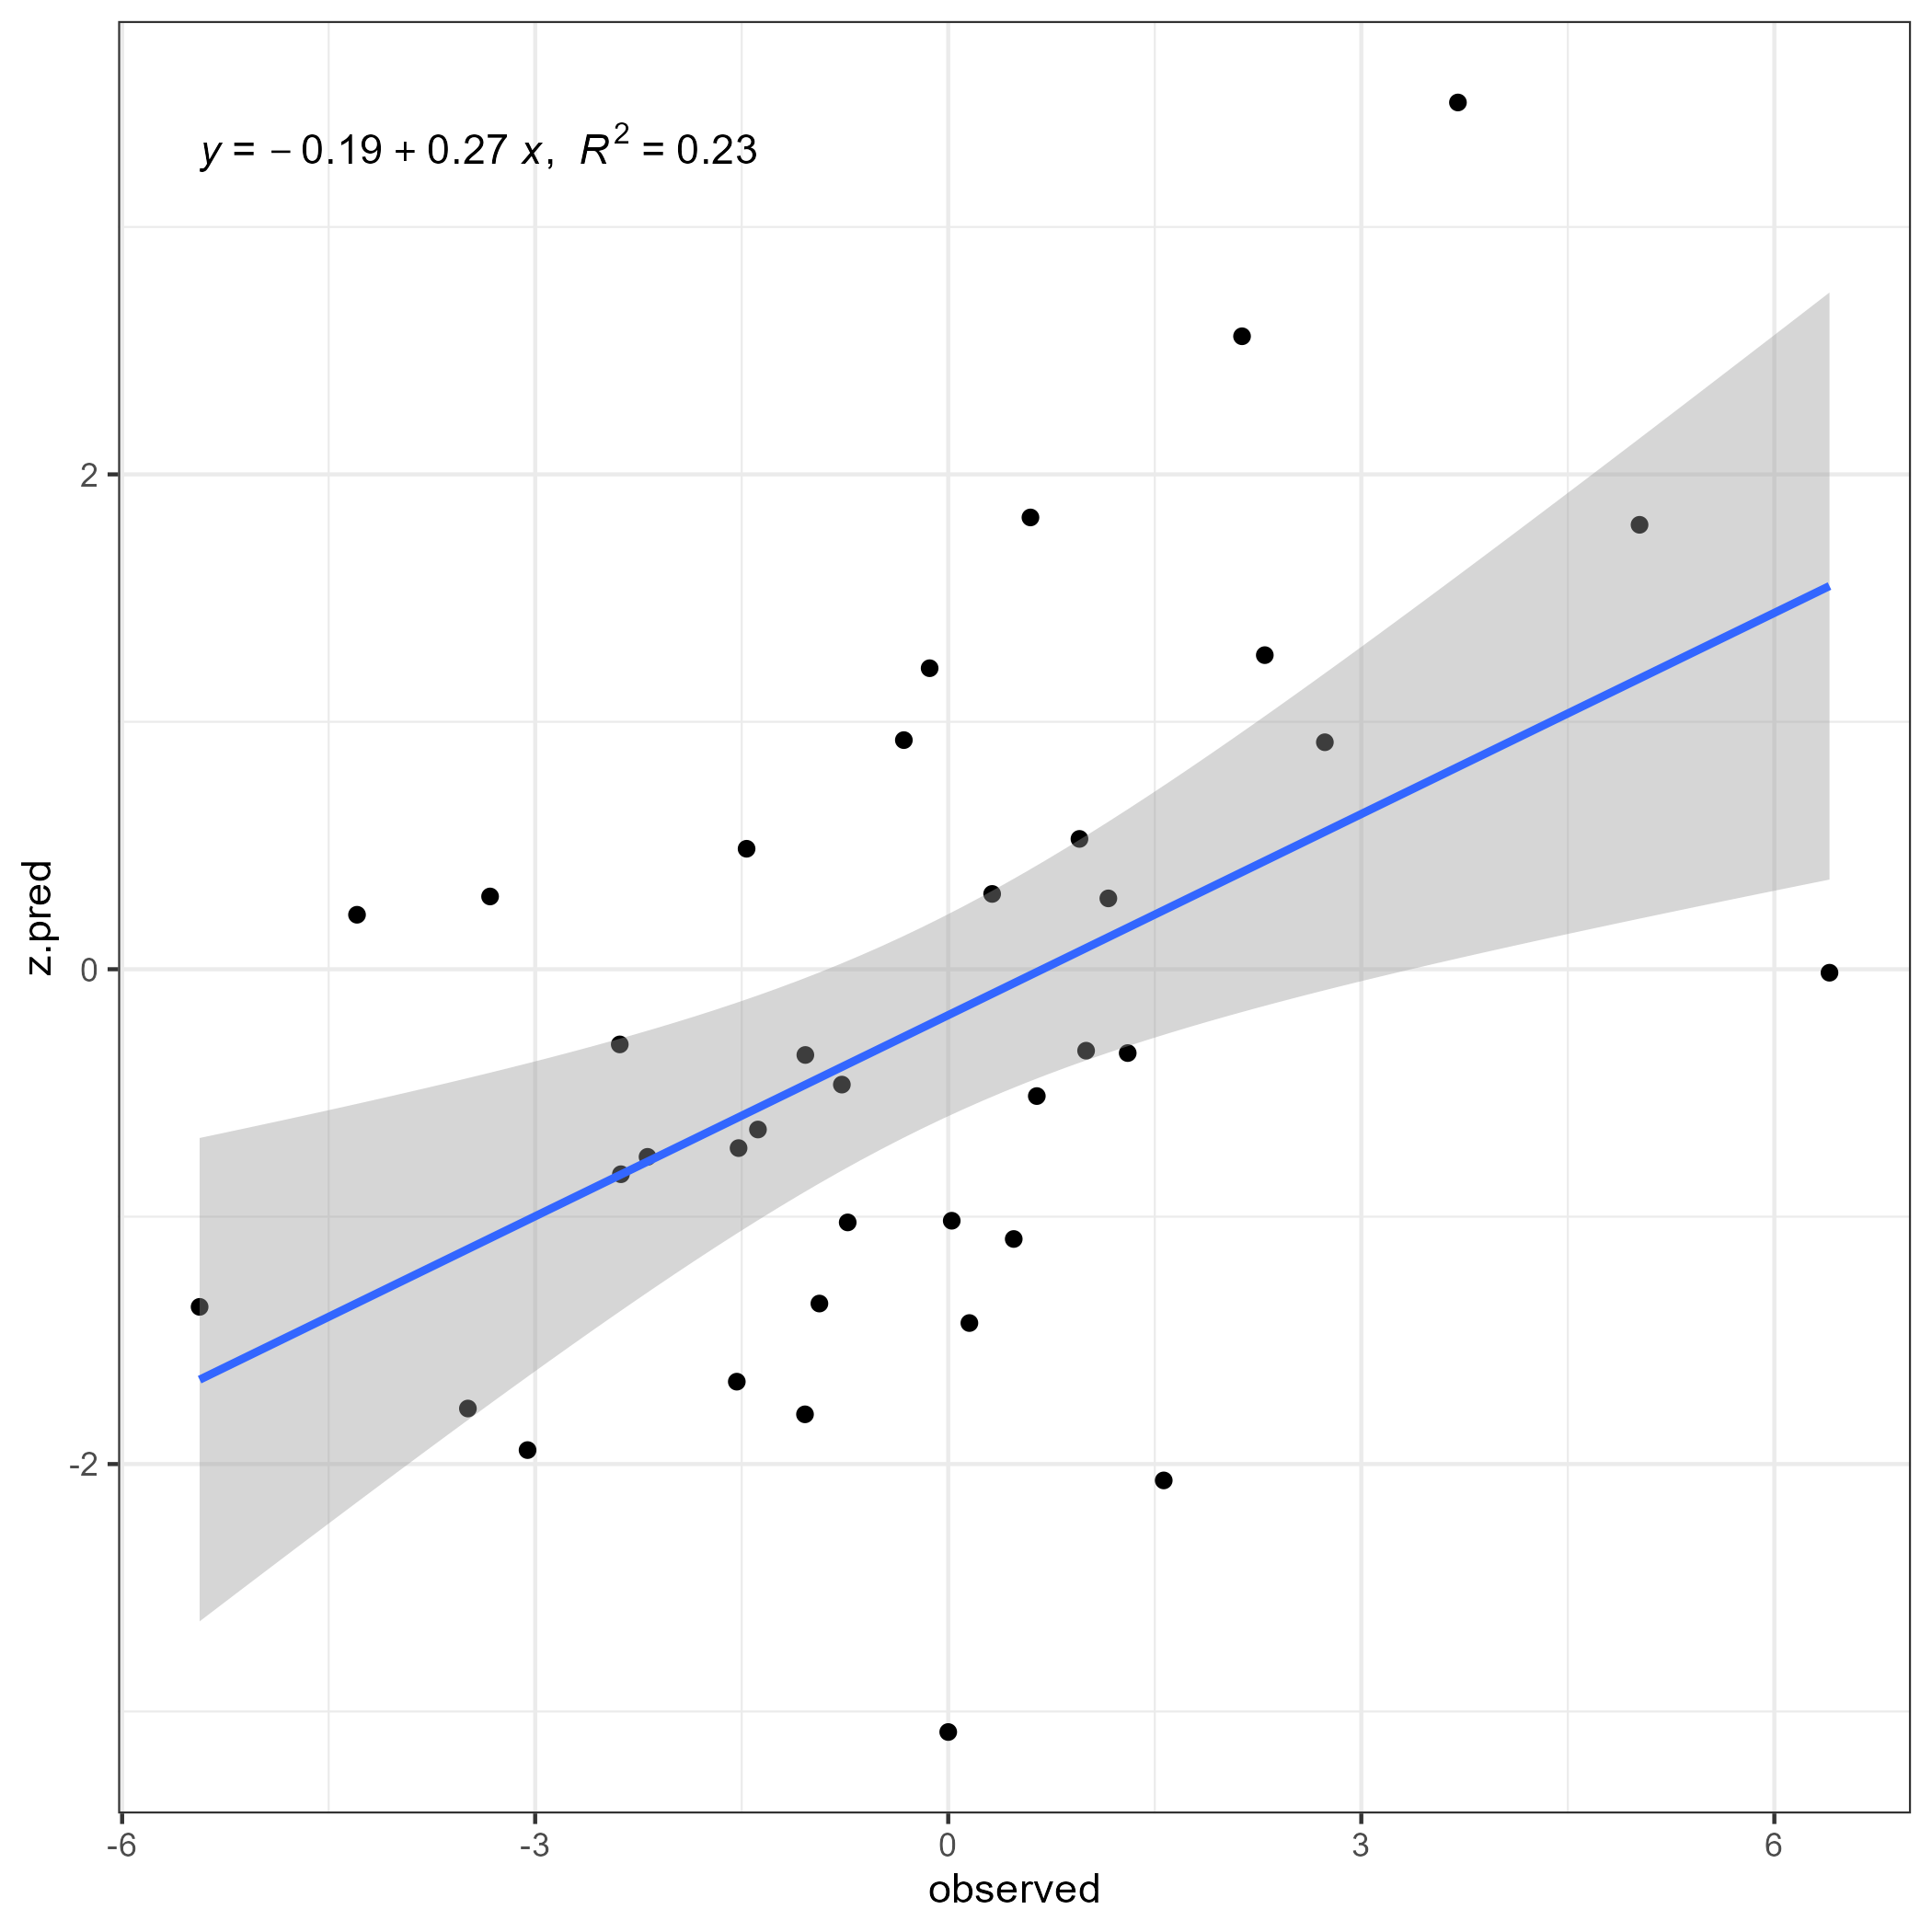 y = − 0.19 + 0.27 x, R² = 0.23
z.pred
2
0
-2
-6 -3 0 3 6
observed